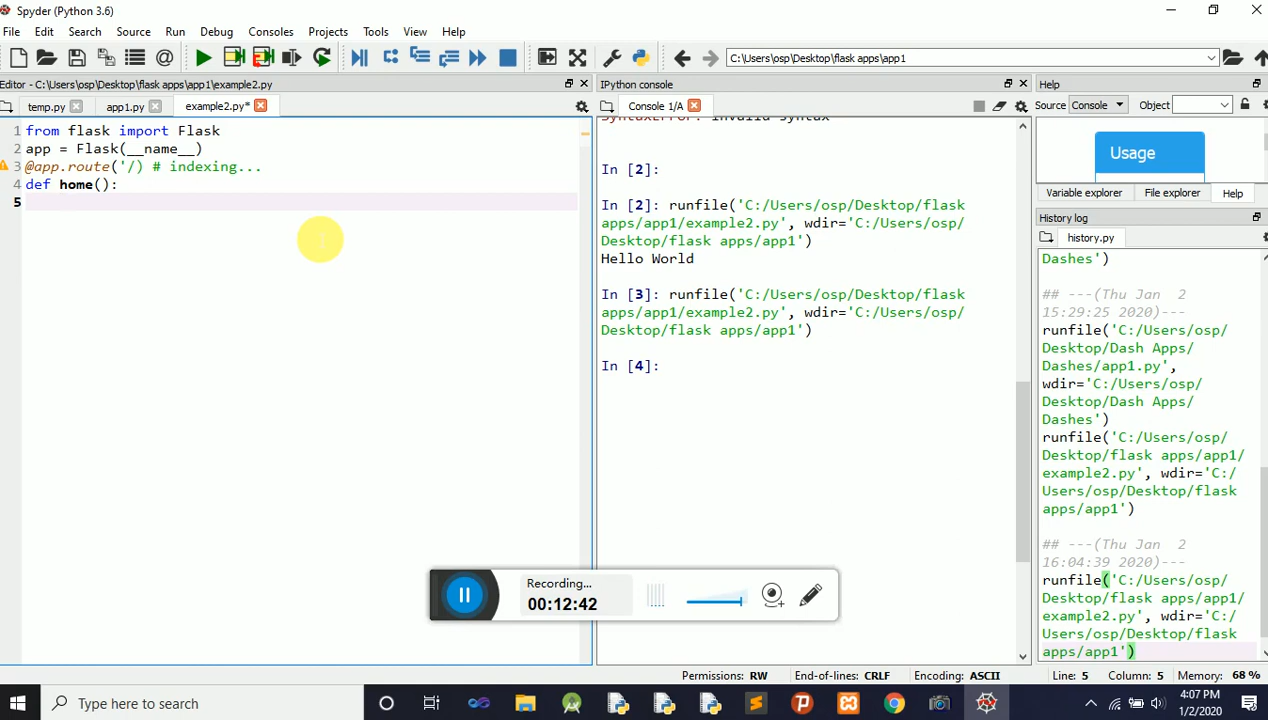 Spyder (Python 3.6)
File Edit Search Source Run Debug Consoles Projects Tools View Help
C:\Users\osp\Desktop\flask apps\app1
Editor - C:\Users\osp\Desktop\flask apps\app1\example2.py
temp.py app1.py example2.py*
1 from flask import Flask
2 app = Flask(__name__)
3 @app.route('/) # indexing...
4 def home():
5
IPython console
Console 1/A
SyntaxError: invalid syntax
In [2]:
In [2]: runfile('C:/Users/osp/Desktop/flask
apps/app1/example2.py', wdir='C:/Users/osp/
Desktop/flask apps/app1')
Hello World
In [3]: runfile('C:/Users/osp/Desktop/flask
apps/app1/example2.py', wdir='C:/Users/osp/
Desktop/flask apps/app1')
In [4]:
Help
Source Console Object
Usage
Variable explorer File explorer Help
History log
history.py
Dashes')
## ---(Thu Jan 2
15:29:25 2020)---
runfile('C:/Users/osp/
Desktop/Dash Apps/
Dashes/app1.py',
wdir='C:/Users/osp/
Desktop/Dash Apps/
Dashes')
runfile('C:/Users/osp/
Desktop/flask apps/app1/
example2.py', wdir='C:/
Users/osp/Desktop/flask
apps/app1')
## ---(Thu Jan 2
16:04:39 2020)---
runfile('C:/Users/osp/
Desktop/flask apps/app1/
example2.py', wdir='C:/
Users/osp/Desktop/flask
apps/app1')
Recording...
00:12:42
Permissions: RW End-of-lines: CRLF Encoding: ASCII Line: 5 Column: 5 Memory: 68 %
Type here to search
4:07 PM
1/2/2020